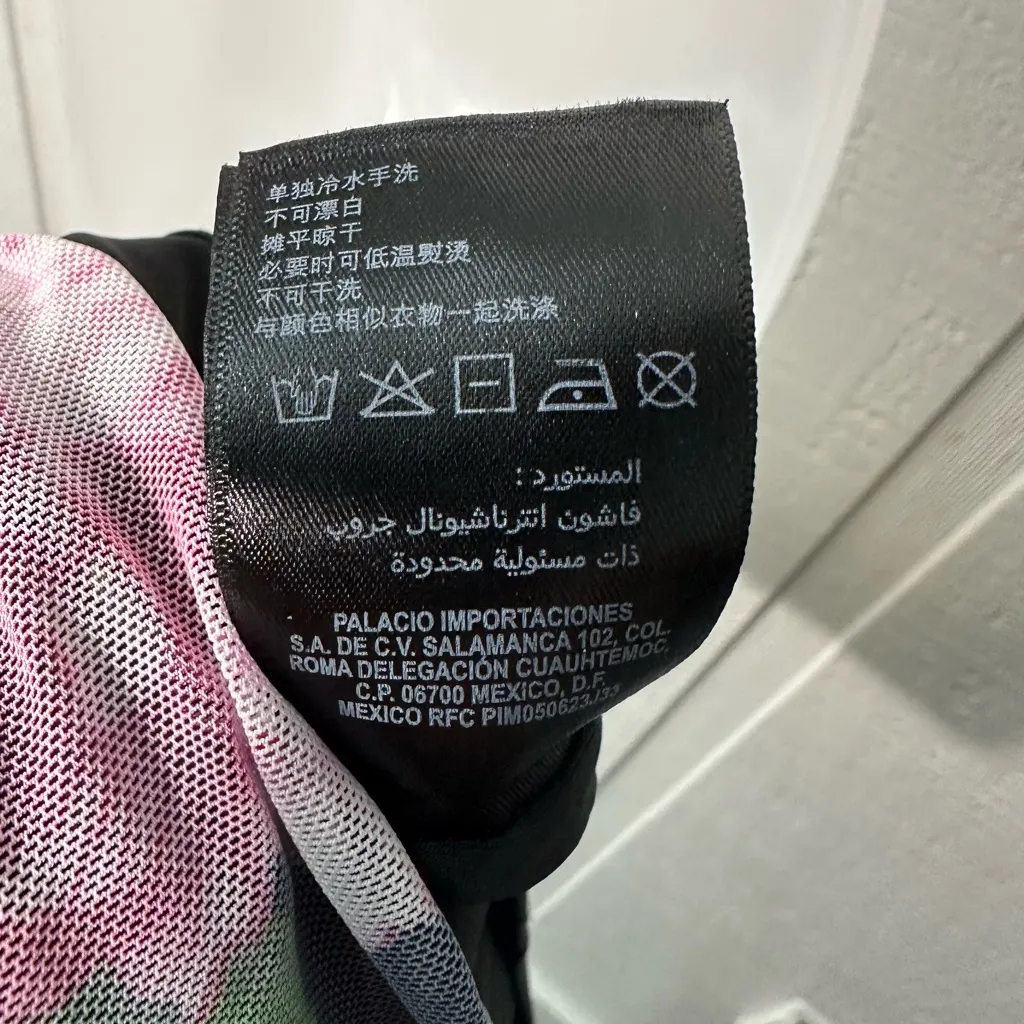 单独冷水手洗
不可漂白
摊平晾干
必要时可低温熨烫
不可干洗
与颜色相似衣物一起洗涤
المستورد :
فاشون انترناشيونال جروب
ذات مسئولية محدودة
PALACIO IMPORTACIONES
S.A. DE C.V. SALAMANCA 102, COL.
ROMA DELEGACIÓN CUAUHTEMOC,
C.P. 06700 MEXICO, D.F.
MEXICO RFC PIM050623J33